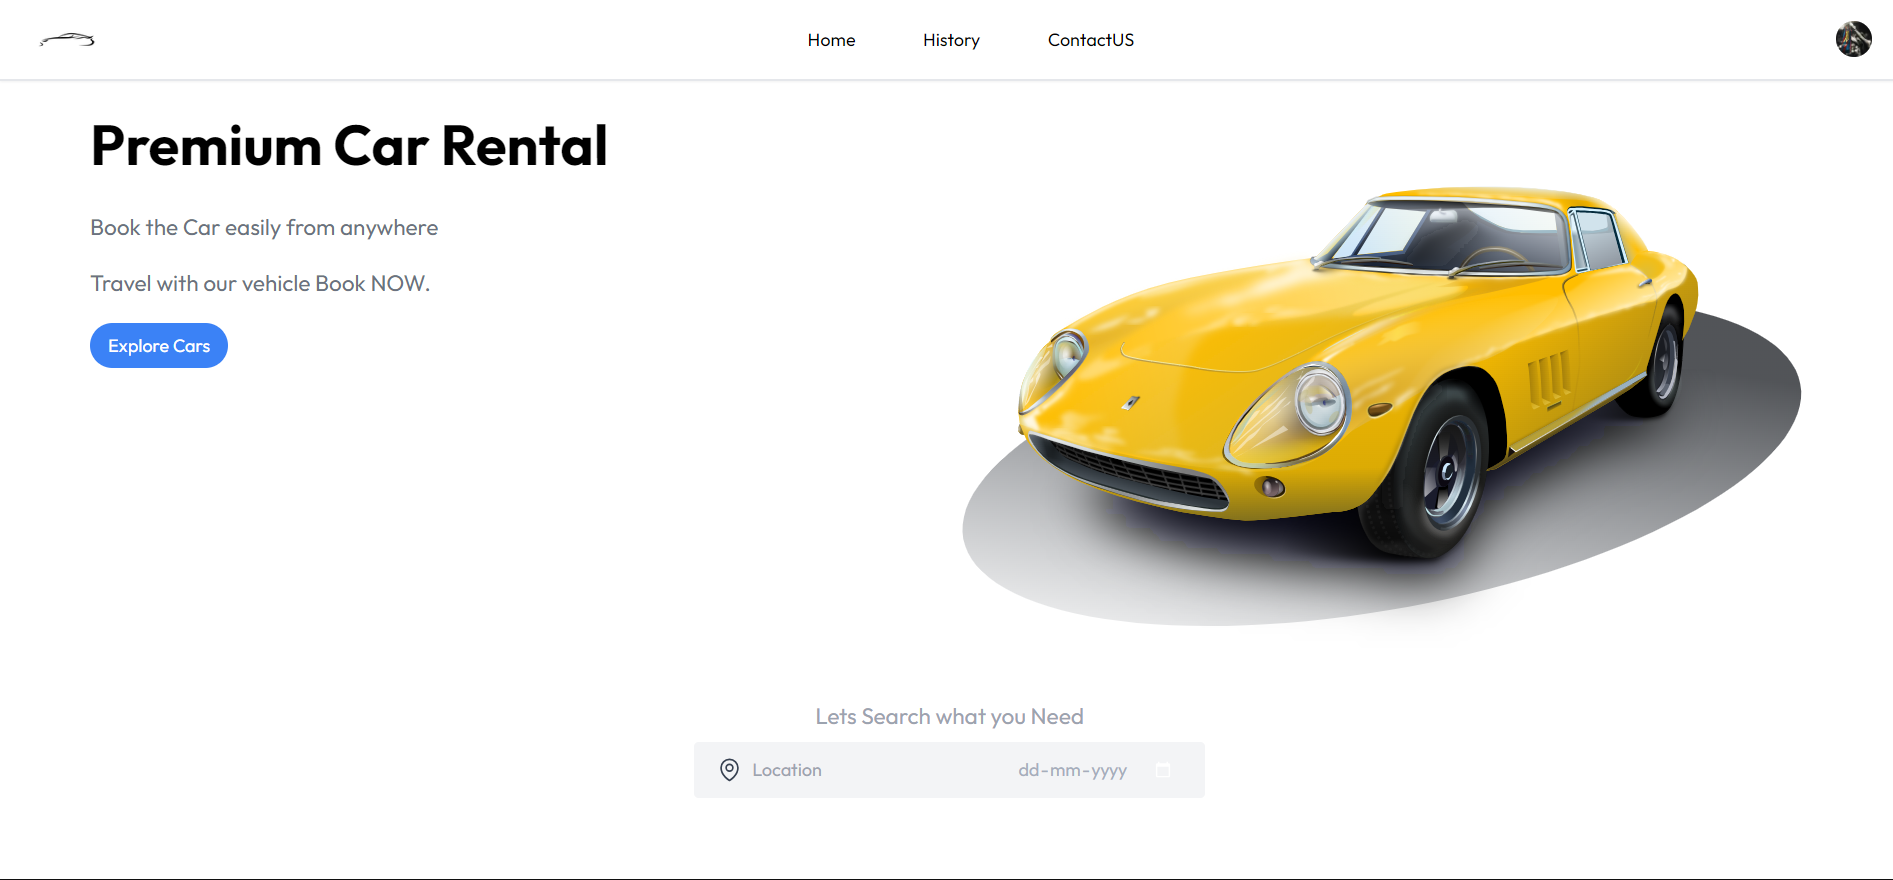 Home History ContactUS
Premium Car Rental
Book the Car easily from anywhere
Travel with our vehicle Book NOW.
Explore Cars
Lets Search what you Need
Location dd-mm-yyyy